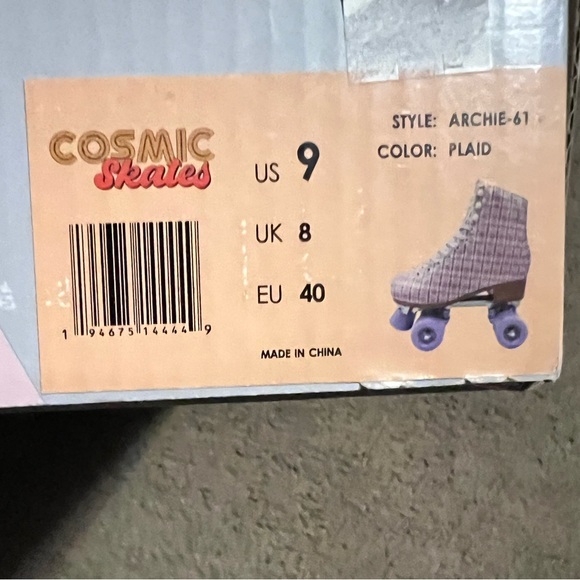 COSMIC
Skates
US 9
UK 8
EU 40
MADE IN CHINA
STYLE: ARCHIE-61
COLOR: PLAID
1 94675 14444 9